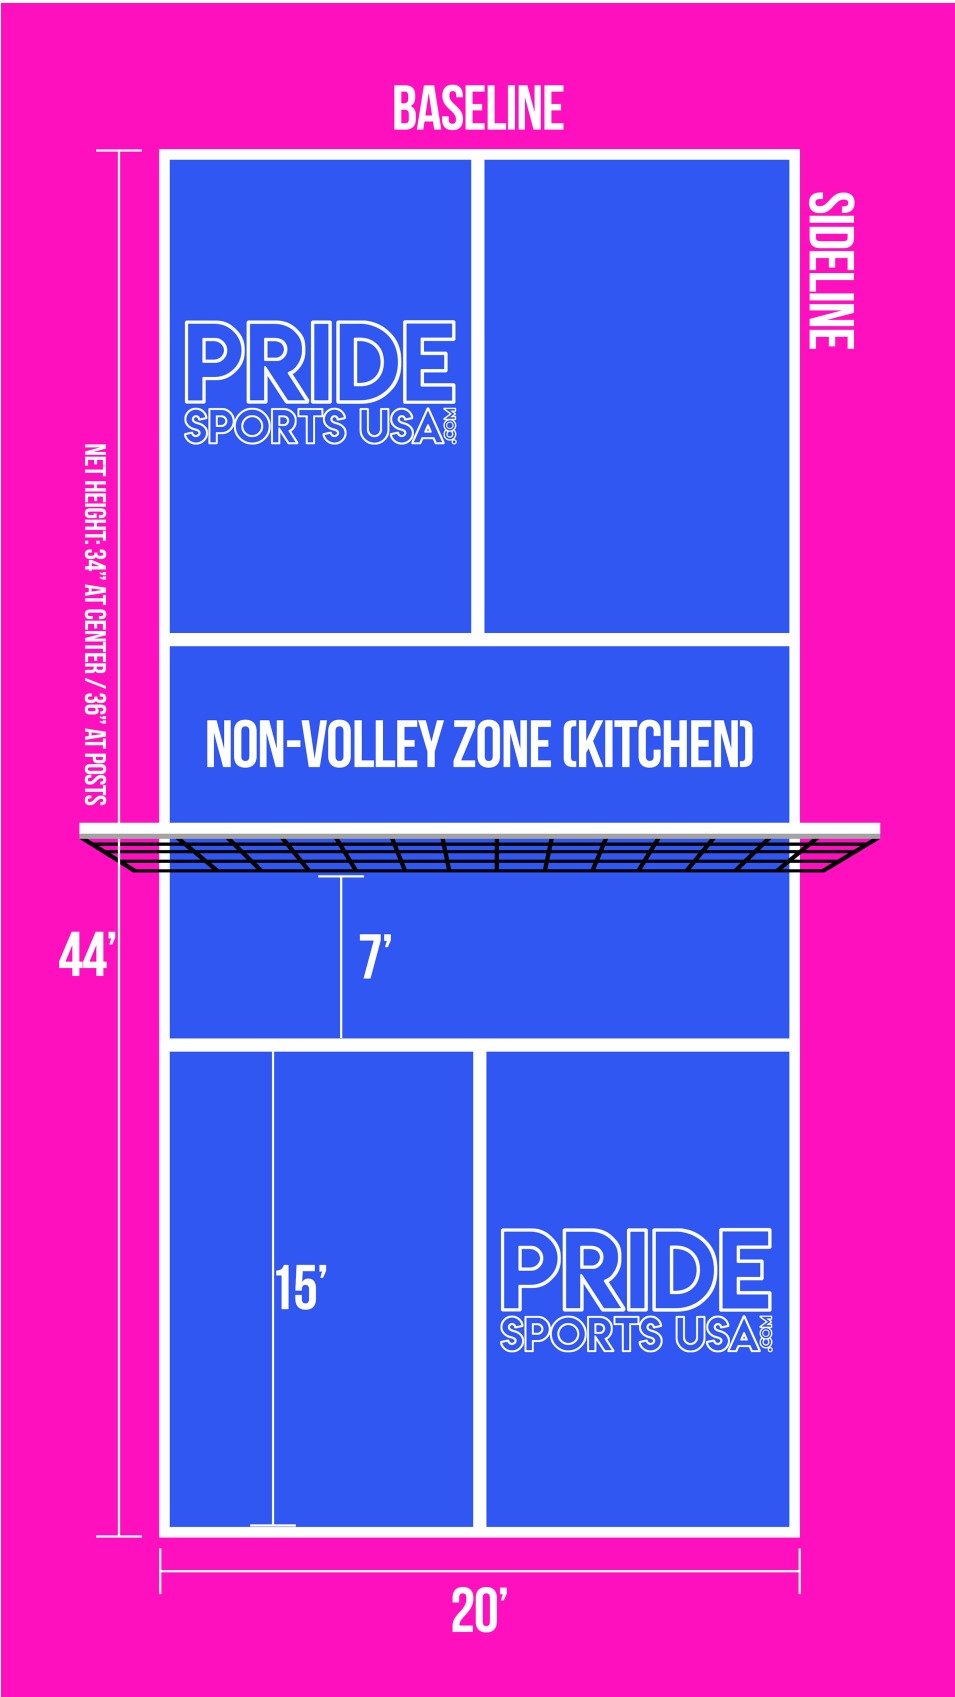 BASELINE
SIDELINE
PRIDE
SPORTS USA.COM
NET HEIGHT: 34” AT CENTER / 36” AT POSTS
NON-VOLLEY ZONE (KITCHEN)
44’
7’
15’
PRIDE
SPORTS USA.COM
20’